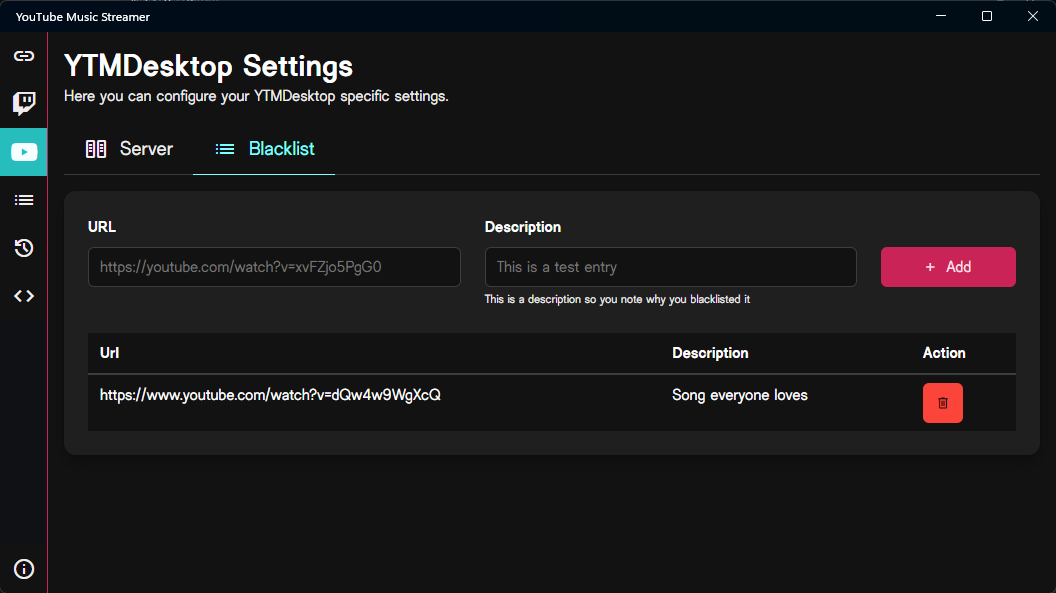 YouTube Music Streamer
YTMDesktop Settings
Here you can configure your YTMDesktop specific settings.
Server
Blacklist
URL
Description
https://youtube.com/watch?v=xvFZjo5PgG0
This is a test entry
+ Add
This is a description so you note why you blacklisted it
Url
Description
Action
https://www.youtube.com/watch?v=dQw4w9WgXcQ
Song everyone loves